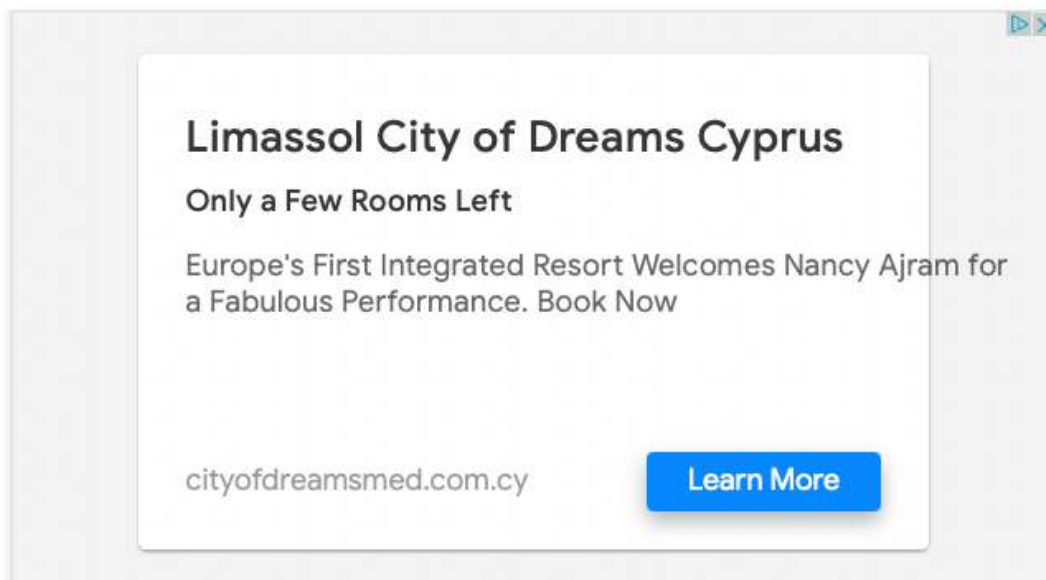 Limassol City of Dreams Cyprus
Only a Few Rooms Left
Europe's First Integrated Resort Welcomes Nancy Ajram for
a Fabulous Performance. Book Now
cityofdreamsmed.com.cy
Learn More